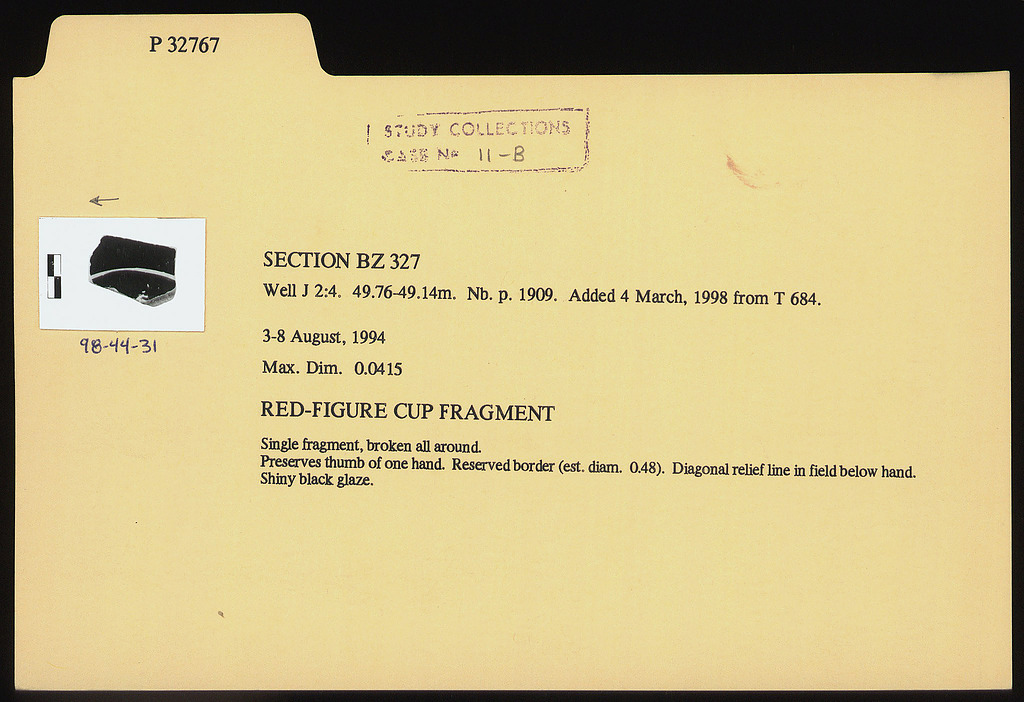 P 32767
STUDY COLLECTIONS
CASE No 11-B
SECTION BZ 327
Well J 2:4. 49.76-49.14m. Nb. p. 1909. Added 4 March, 1998 from T 684.
98-44-31
3-8 August, 1994
Max. Dim. 0.0415
RED-FIGURE CUP FRAGMENT
Single fragment, broken all around.
Preserves thumb of one hand. Reserved border (est. diam. 0.48). Diagonal relief line in field below hand.
Shiny black glaze.